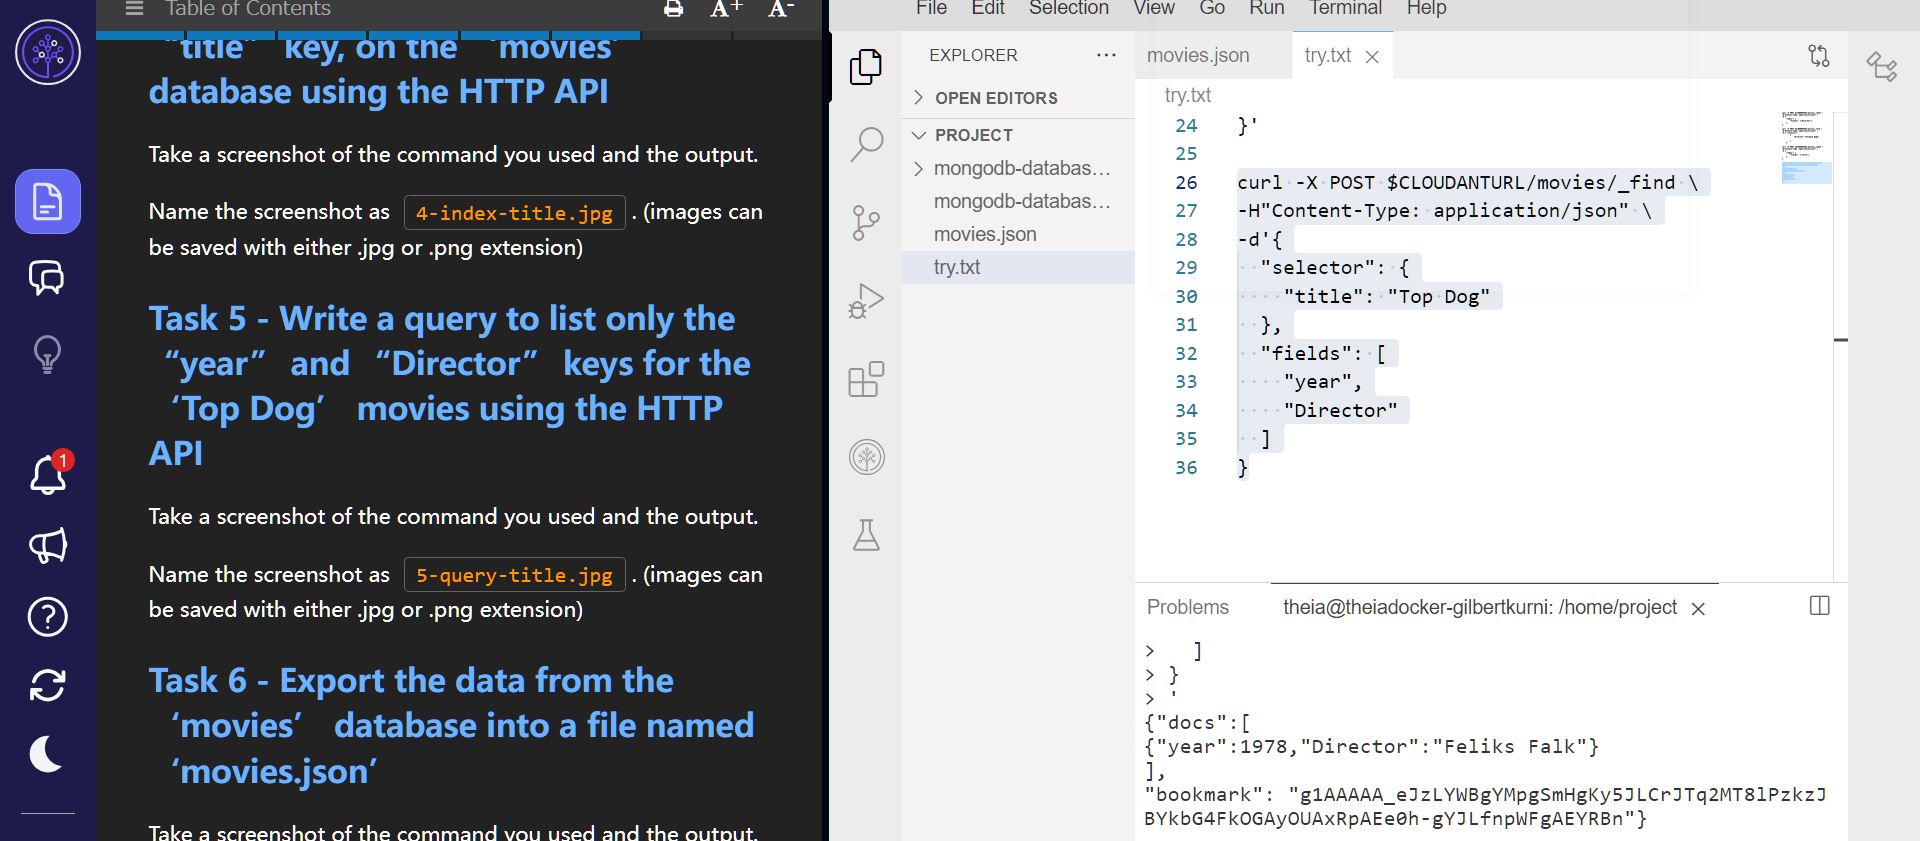 Table of Contents
A+ A-
“title” key, on the ‘movies’
database using the HTTP API
Take a screenshot of the command you used and the output.
Name the screenshot as 4-index-title.jpg . (images can
be saved with either .jpg or .png extension)
Task 5 - Write a query to list only the
“year” and “Director” keys for the
‘Top Dog’ movies using the HTTP
API
Take a screenshot of the command you used and the output.
Name the screenshot as 5-query-title.jpg . (images can
be saved with either .jpg or .png extension)
Task 6 - Export the data from the
‘movies’ database into a file named
‘movies.json’
Take a screenshot of the command you used and the output.
1
File Edit Selection View Go Run Terminal Help
EXPLORER
OPEN EDITORS
PROJECT
mongodb-databas...
mongodb-databas...
movies.json
try.txt
movies.json try.txt
try.txt
24 }'
25
26 curl -X POST $CLOUDANTURL/movies/_find \
27 -H"Content-Type: application/json" \
28 -d'{
29 "selector": {
30 "title": "Top Dog"
31 },
32 "fields": [
33 "year",
34 "Director"
35 ]
36 }
Problems theia@theiadocker-gilbertkurni: /home/project
> ]
> }
> '
{"docs":[
{"year":1978,"Director":"Feliks Falk"}
],
"bookmark": "g1AAAAA_eJzLYWBgYMpgSmHgKy5JLCrJTq2MT8lPzkzJ
BYkbG4FkOGAyOUAxRpAEe0h-gYJLfnpWFgAEYRBn"}